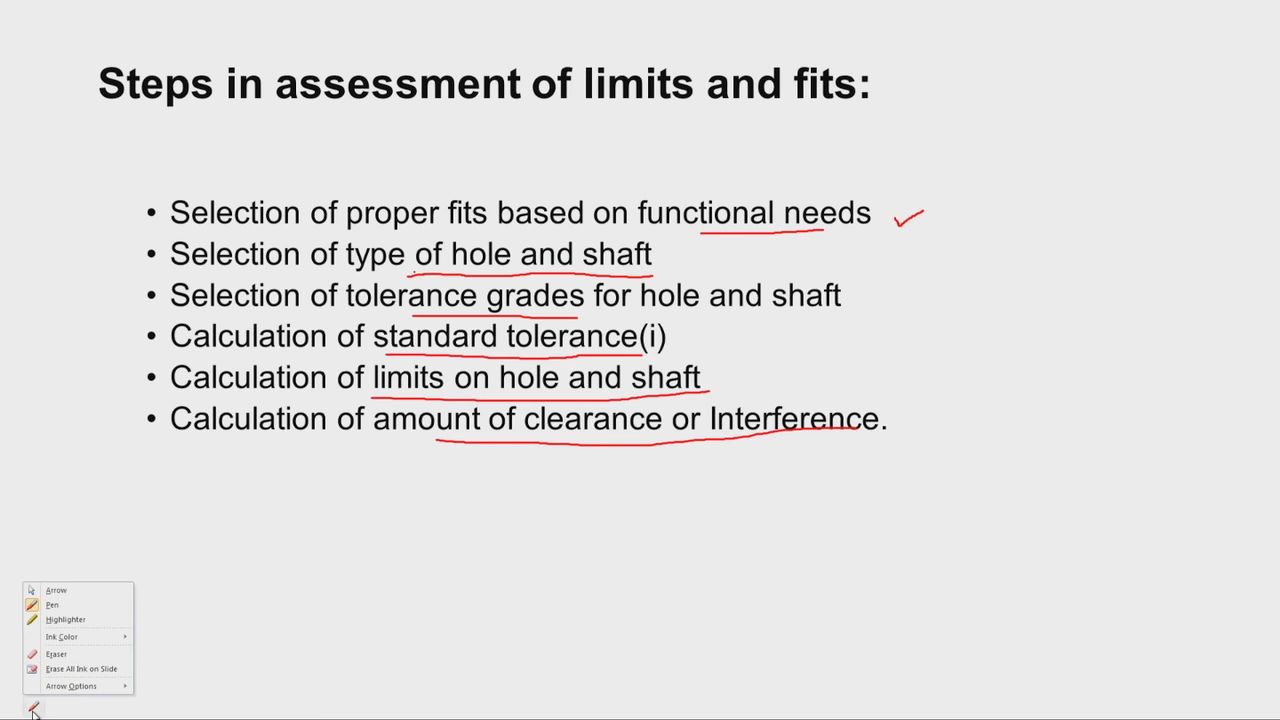 Steps in assessment of limits and fits:
• Selection of proper fits based on functional needs
• Selection of type of hole and shaft
• Selection of tolerance grades for hole and shaft
• Calculation of standard tolerance(i)
• Calculation of limits on hole and shaft
• Calculation of amount of clearance or Interference.
Arrow
Pen
Highlighter
Ink Color
Eraser
Erase All Ink on Slide
Arrow Options